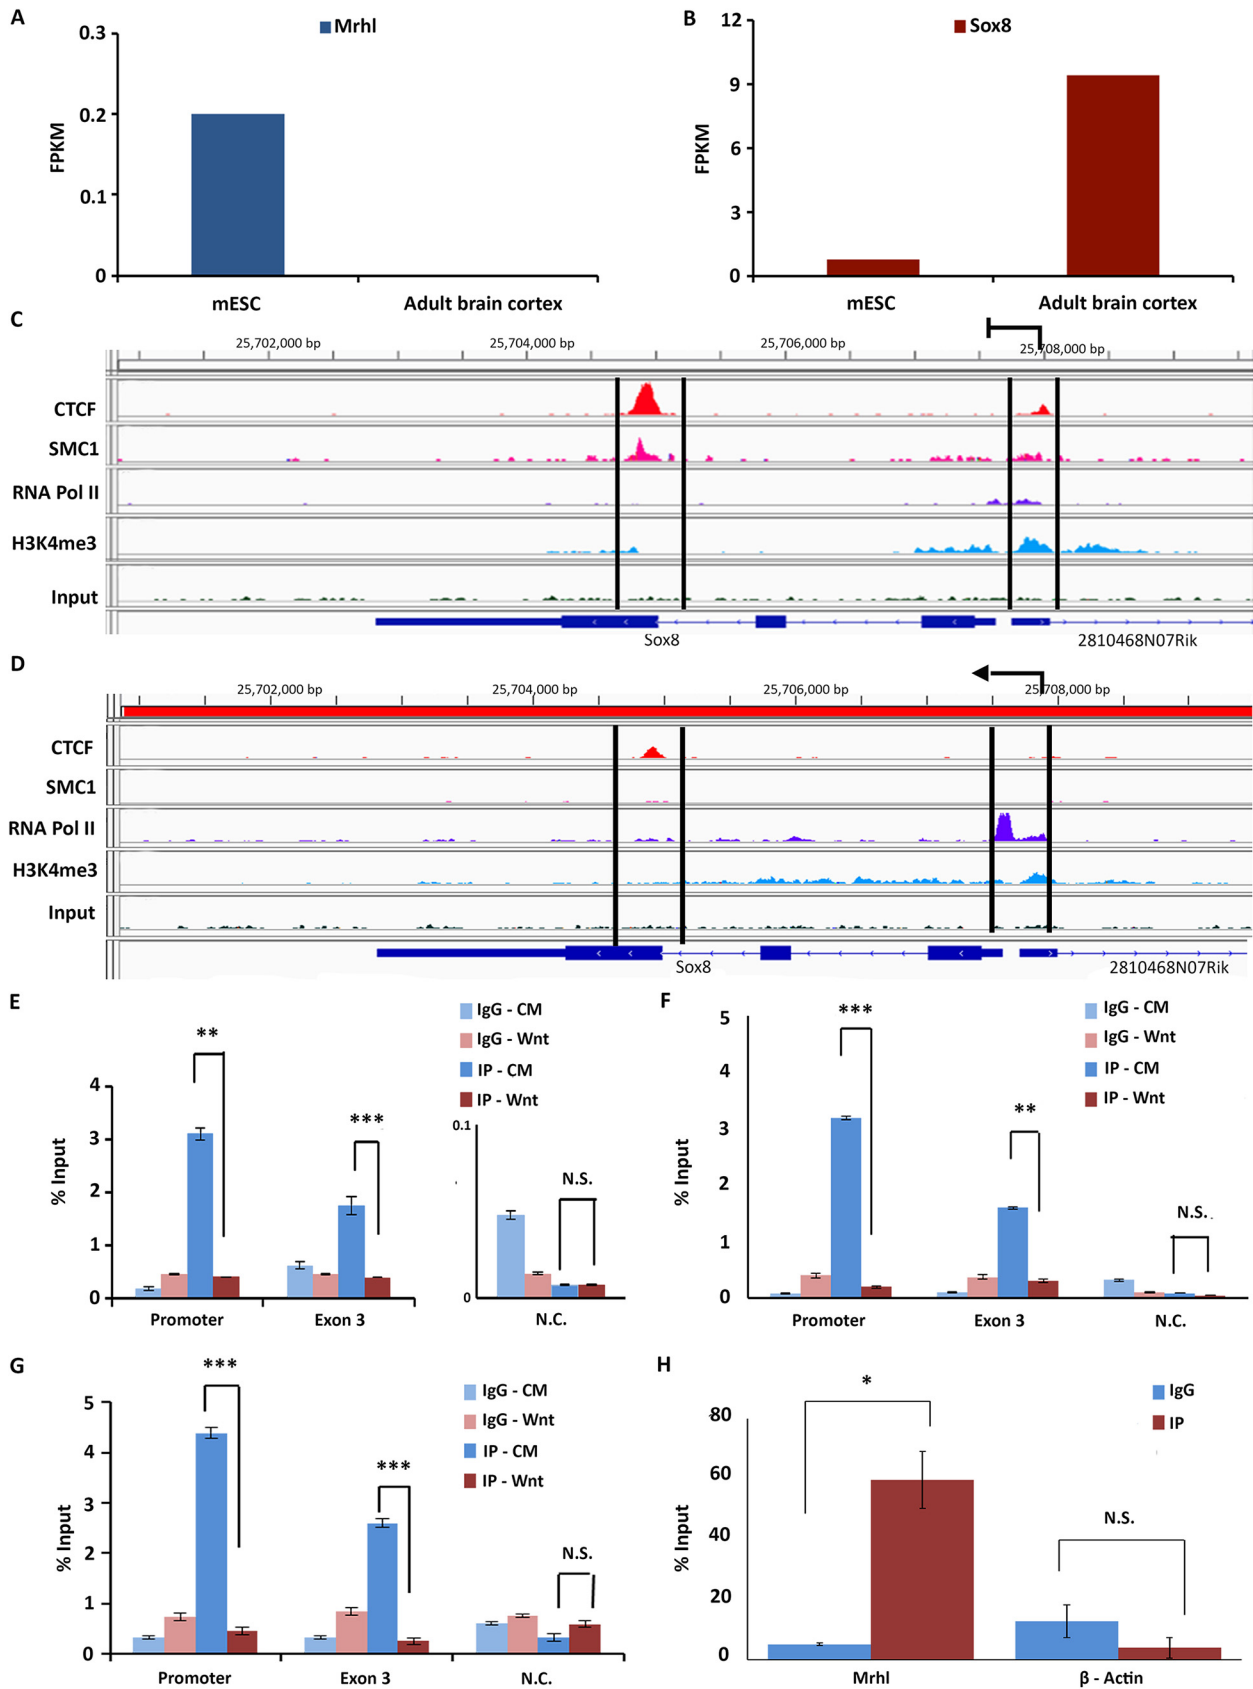 A
B
Mrhl
Sox8
0.3
0.2
0.1
0
FPKM
mESC
Adult brain cortex
12
9
6
3
0
FPKM
mESC
Adult brain cortex
C
25,702,000 bp
25,704,000 bp
25,706,000 bp
25,708,000 bp
CTCF
SMC1
RNA Pol II
H3K4me3
Input
Sox8
2810468N07Rik
D
25,702,000 bp
25,704,000 bp
25,706,000 bp
25,708,000 bp
CTCF
SMC1
RNA Pol II
H3K4me3
Input
Sox8
2810468N07Rik
E
IgG - CM
IgG - Wnt
IP - CM
IP - Wnt
**
***
N.S.
4
3
2
1
0
% Input
0.1
0
Promoter
Exon 3
N.C.
F
IgG - CM
IgG - Wnt
IP - CM
IP - Wnt
***
**
N.S.
5
4
3
2
1
0
% Input
Promoter
Exon 3
N.C.
G
IgG - CM
IgG - Wnt
IP - CM
IP - Wnt
***
***
N.S.
5
4
3
2
1
0
% Input
Promoter
Exon 3
N.C.
H
IgG
IP
*
N.S.
80
60
40
20
0
% Input
Mrhl
β - Actin